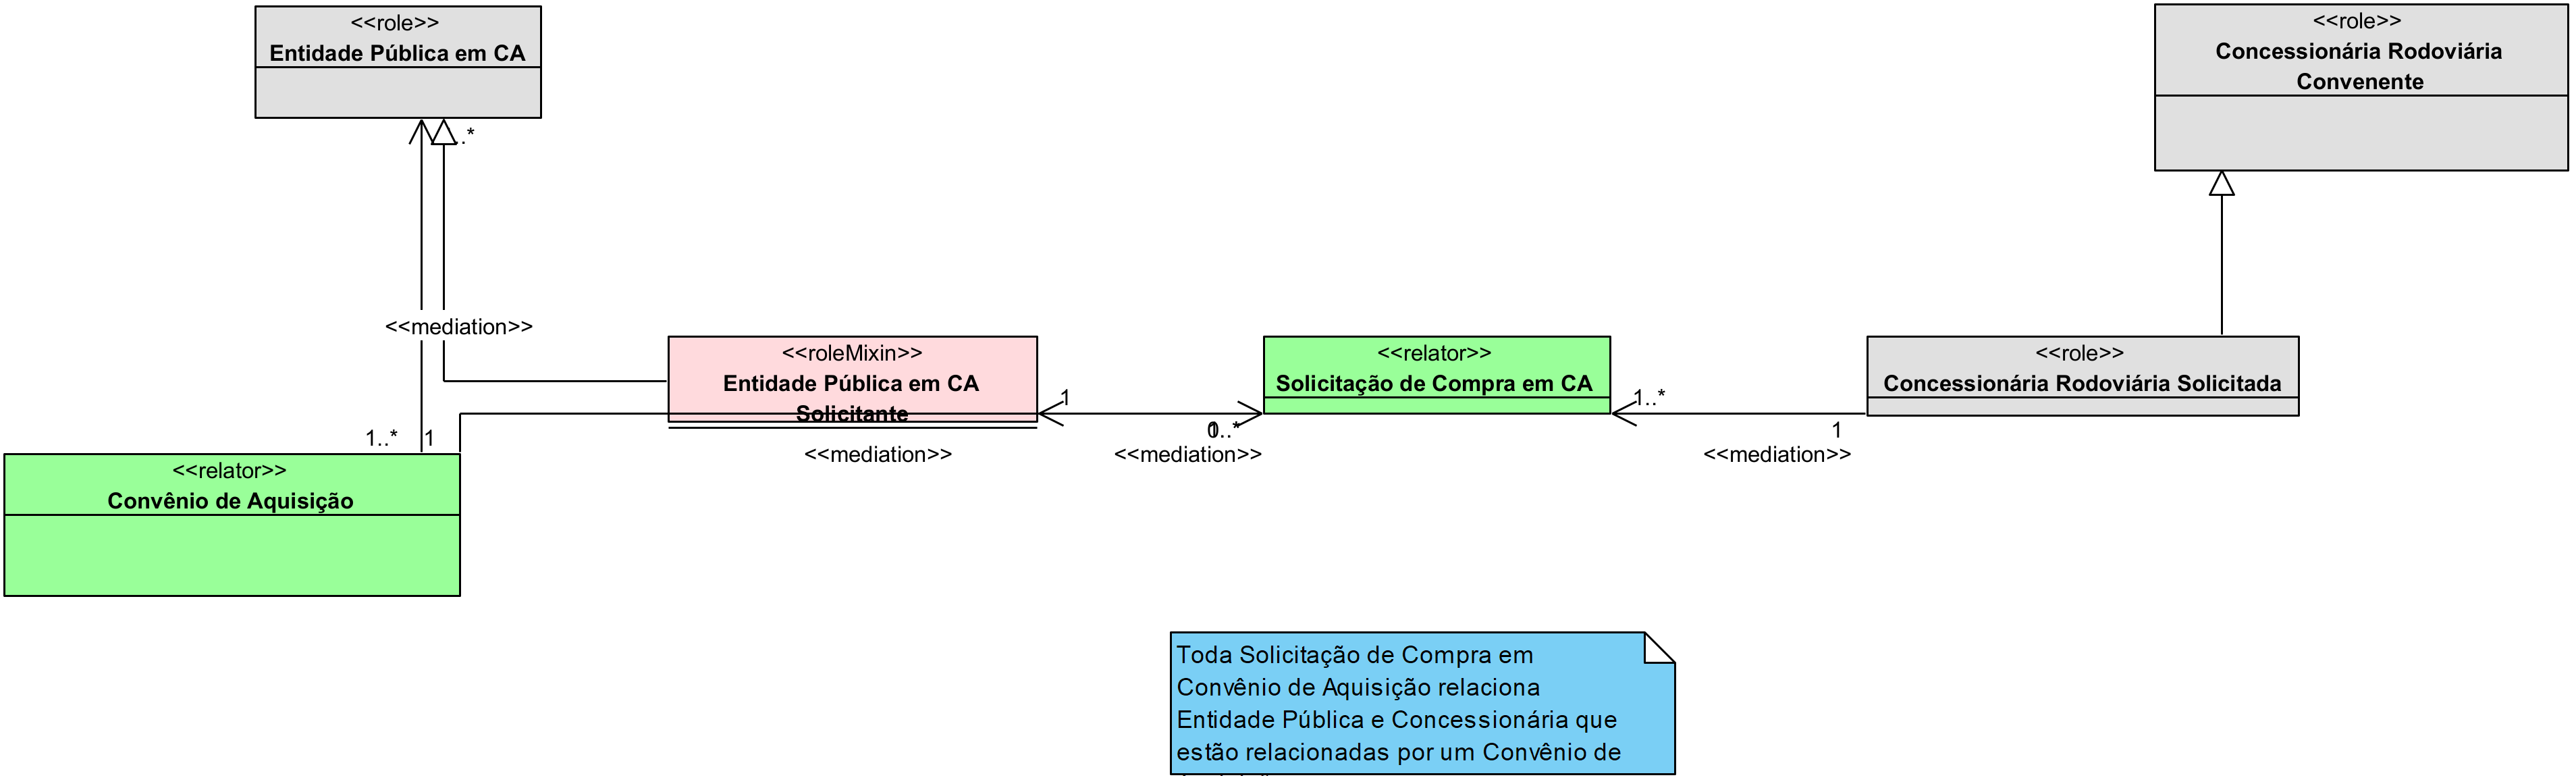 <<role>>
Entidade Pública em CA
<<role>>
Concessionária Rodoviária
Convenente
..*
<<mediation>>
<<roleMixin>>
Entidade Pública em CA
Solicitante
<<relator>>
Solicitação de Compra em CA
<<role>>
Concessionária Rodoviária Solicitada
1
1..*
1..*
1
0..*
1
<<mediation>>
<<mediation>>
<<mediation>>
<<relator>>
Convênio de Aquisição
Toda Solicitação de Compra em
Convênio de Aquisição relaciona
Entidade Pública e Concessionária que
estão relacionadas por um Convênio de